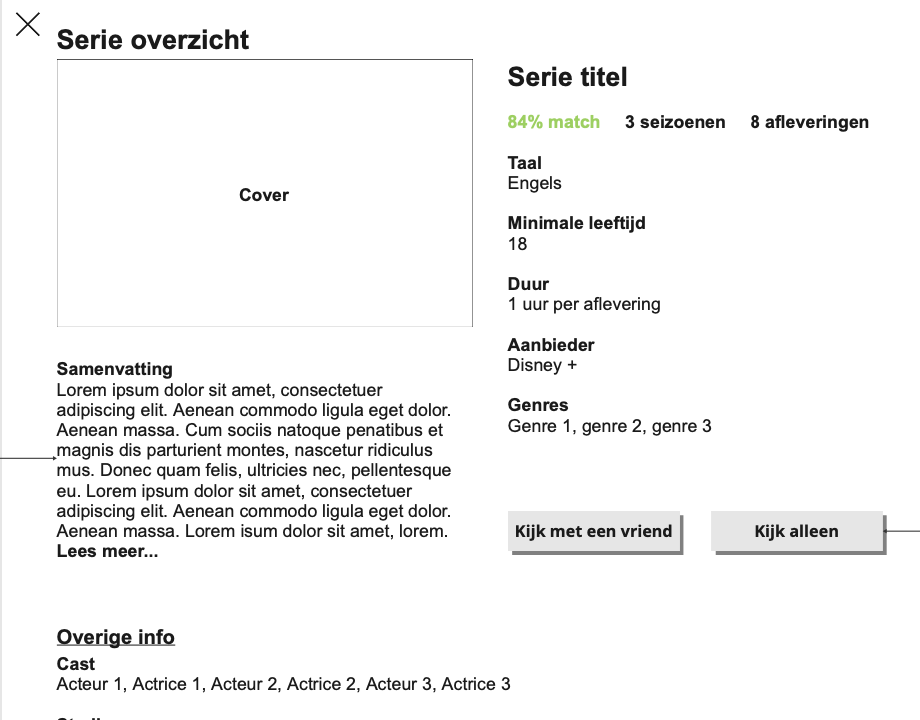 Serie overzicht
Cover
Serie titel
84% match 3 seizoenen 8 afleveringen
Taal
Engels
Minimale leeftijd
18
Duur
1 uur per aflevering
Aanbieder
Disney +
Genres
Genre 1, genre 2, genre 3
Samenvatting
Lorem ipsum dolor sit amet, consectetuer
adipiscing elit. Aenean commodo ligula eget dolor.
Aenean massa. Cum sociis natoque penatibus et
magnis dis parturient montes, nascetur ridiculus
mus. Donec quam felis, ultricies nec, pellentesque
eu. Lorem ipsum dolor sit amet, consectetuer
adipiscing elit. Aenean commodo ligula eget dolor.
Aenean massa. Lorem isum dolor sit amet, lorem.
Lees meer...
Kijk met een vriend
Kijk alleen
Overige info
Cast
Acteur 1, Actrice 1, Acteur 2, Actrice 2, Acteur 3, Actrice 3